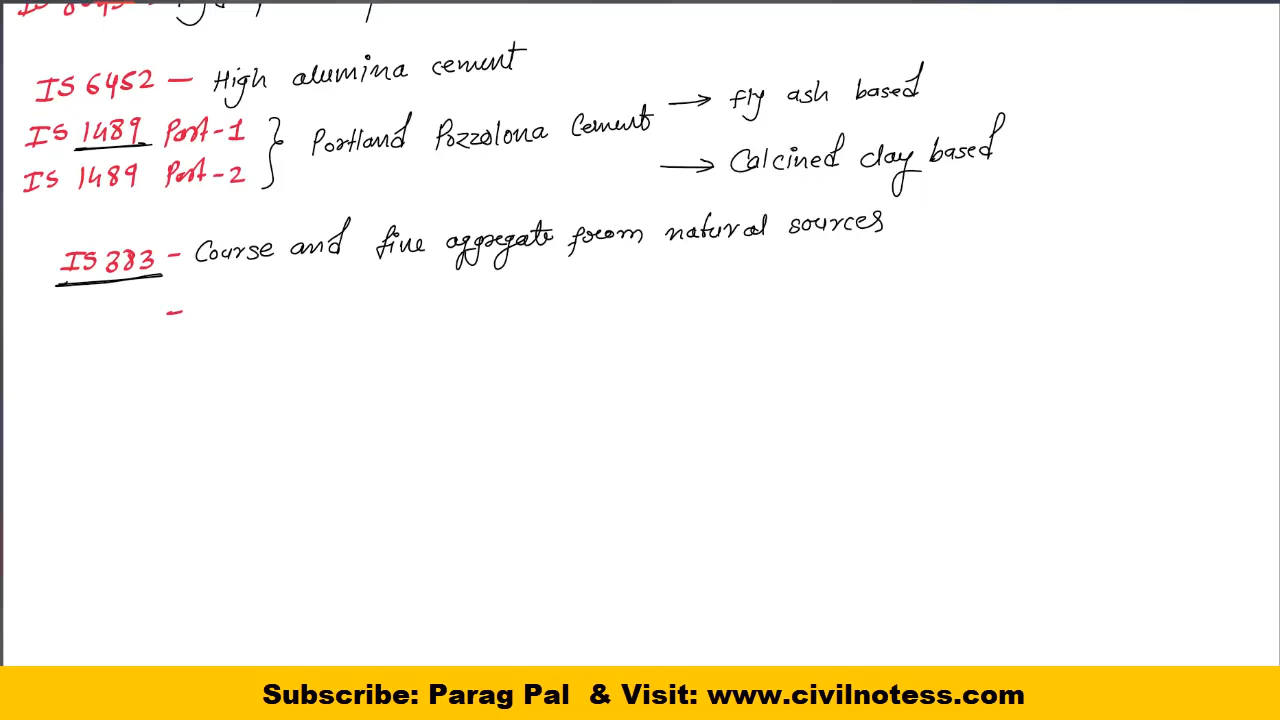 IS 6452 — High alumina cement
IS 1489 Part-1 } Portland Pozzolona Cement → fly ash based
IS 1489 Part-2 → Calcined clay based
IS 383 - Course and fine aggregate from natural sources
-
Subscribe: Parag Pal & Visit: www.civilnotess.com